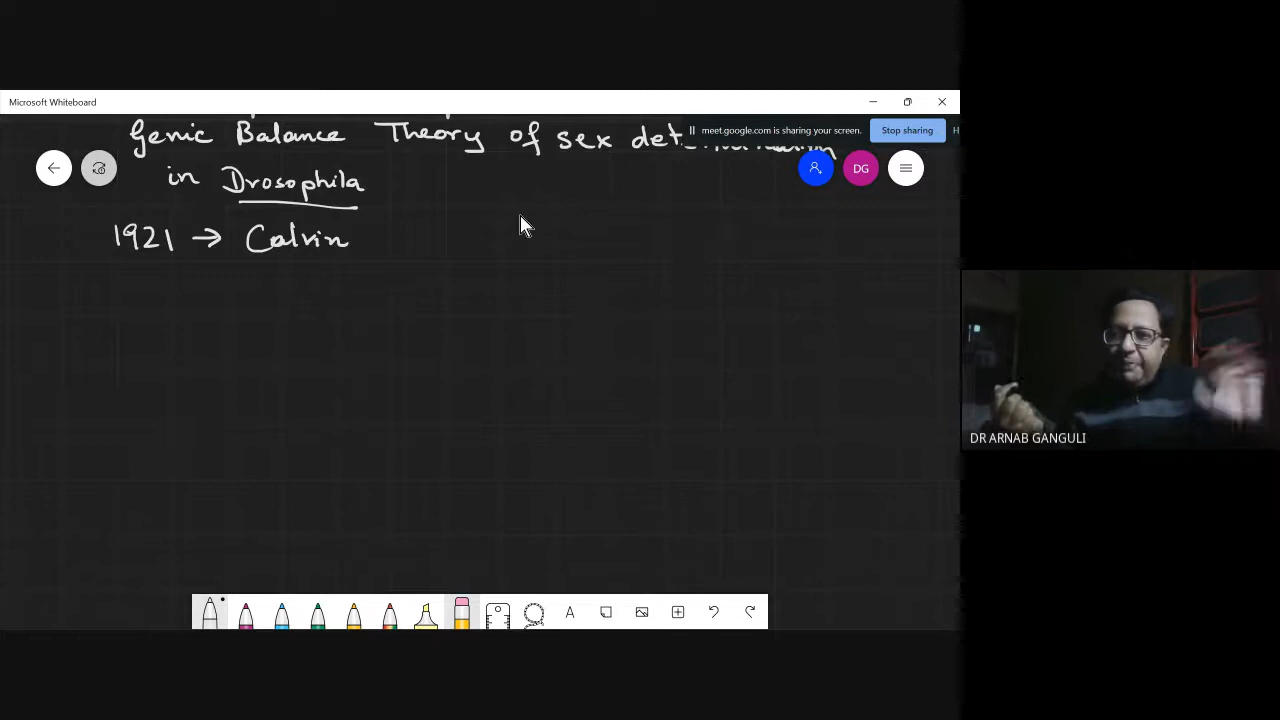 Microsoft Whiteboard
Genic Balance Theory of sex
meet.google.com is sharing your screen.
Stop sharing
H
in Drosophila
DG
1921 → Calvin
A
DR ARNAB GANGULI